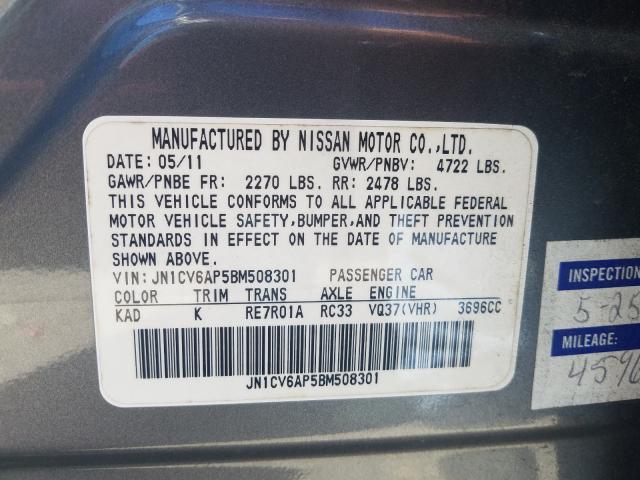 MANUFACTURED BY NISSAN MOTOR CO.,LTD.
DATE: 05/11 GVWR/PNBV: 4722 LBS.
GAWR/PNBE FR: 2270 LBS. RR: 2478 LBS.
THIS VEHICLE CONFORMS TO ALL APPLICABLE FEDERAL
MOTOR VEHICLE SAFETY,BUMPER,AND THEFT PREVENTION
STANDARDS IN EFFECT ON THE DATE OF MANUFACTURE
SHOWN ABOVE.
VIN: JN1CV6AP5BM508301 PASSENGER CAR
COLOR TRIM TRANS AXLE ENGINE
KAD K RE7R01A RC33 VQ37(VHR) 3696CC
JN1CV6AP5BM508301
INSPECTION
5-25
MILEAGE:
4596